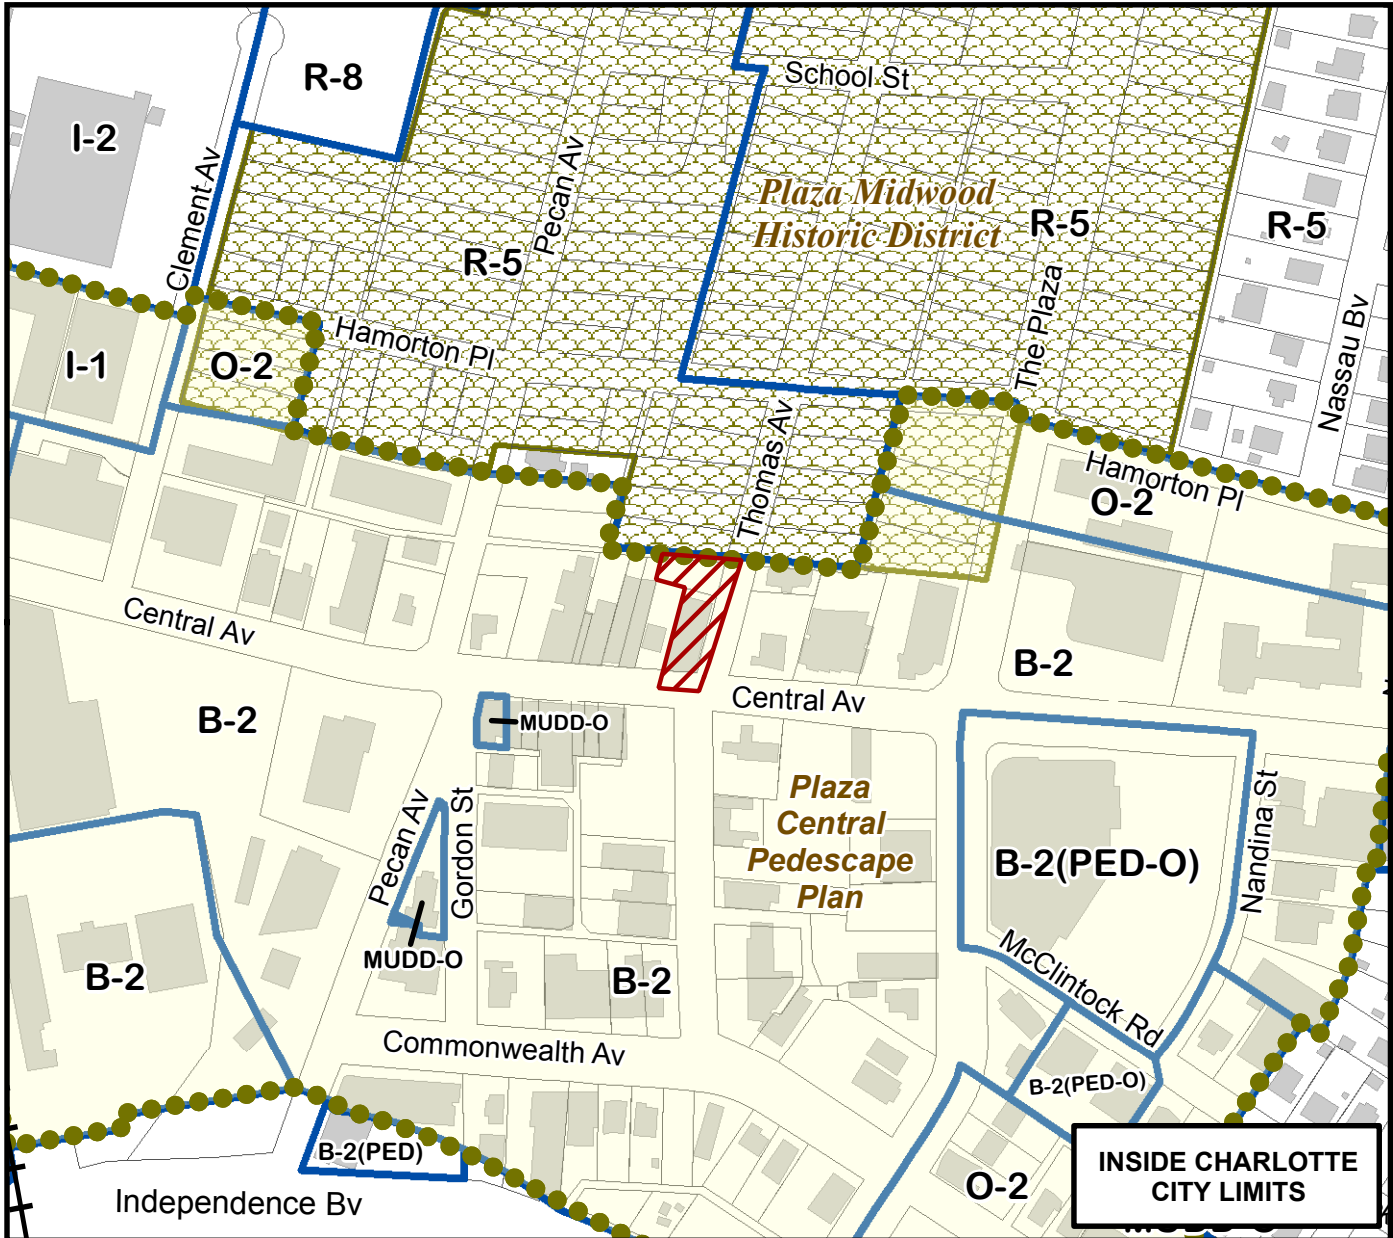 R-8
School St
I-2
Pecan Av
Clement Av
Plaza Midwood
Historic District
R-5
R-5
R-5
The Plaza
Nassau Bv
Hamorton Pl
I-1
O-2
Thomas Av
Hamorton Pl
O-2
Central Av
B-2
Central Av
B-2
MUDD-O
Pecan Av
Gordon St
Plaza
Central
Pedescape
Plan
B-2(PED-O)
Nandina St
MUDD-O
B-2
B-2
McClintock Rd
Commonwealth Av
B-2(PED-O)
B-2(PED)
O-2
Independence Bv
INSIDE CHARLOTTE
CITY LIMITS